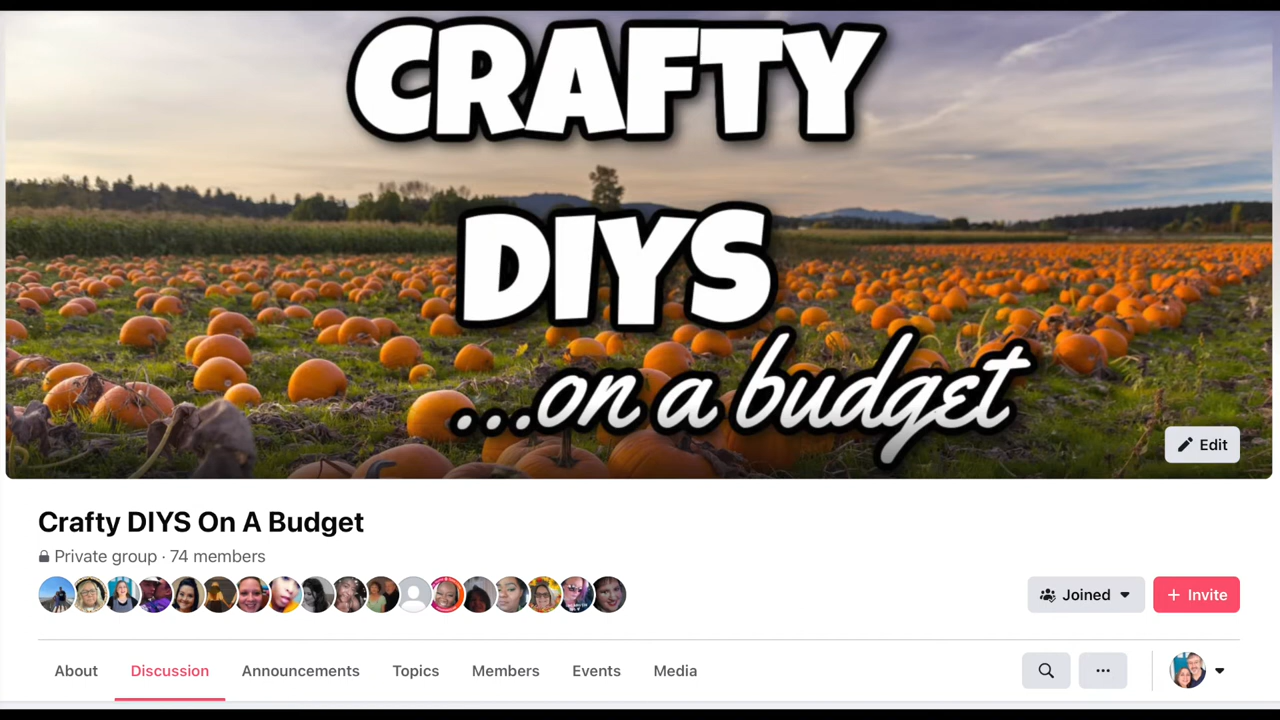 CRAFTY
DIYS
...on a budget
Edit
Crafty DIYS On A Budget
Private group · 74 members
Joined
+ Invite
About
Discussion
Announcements
Topics
Members
Events
Media